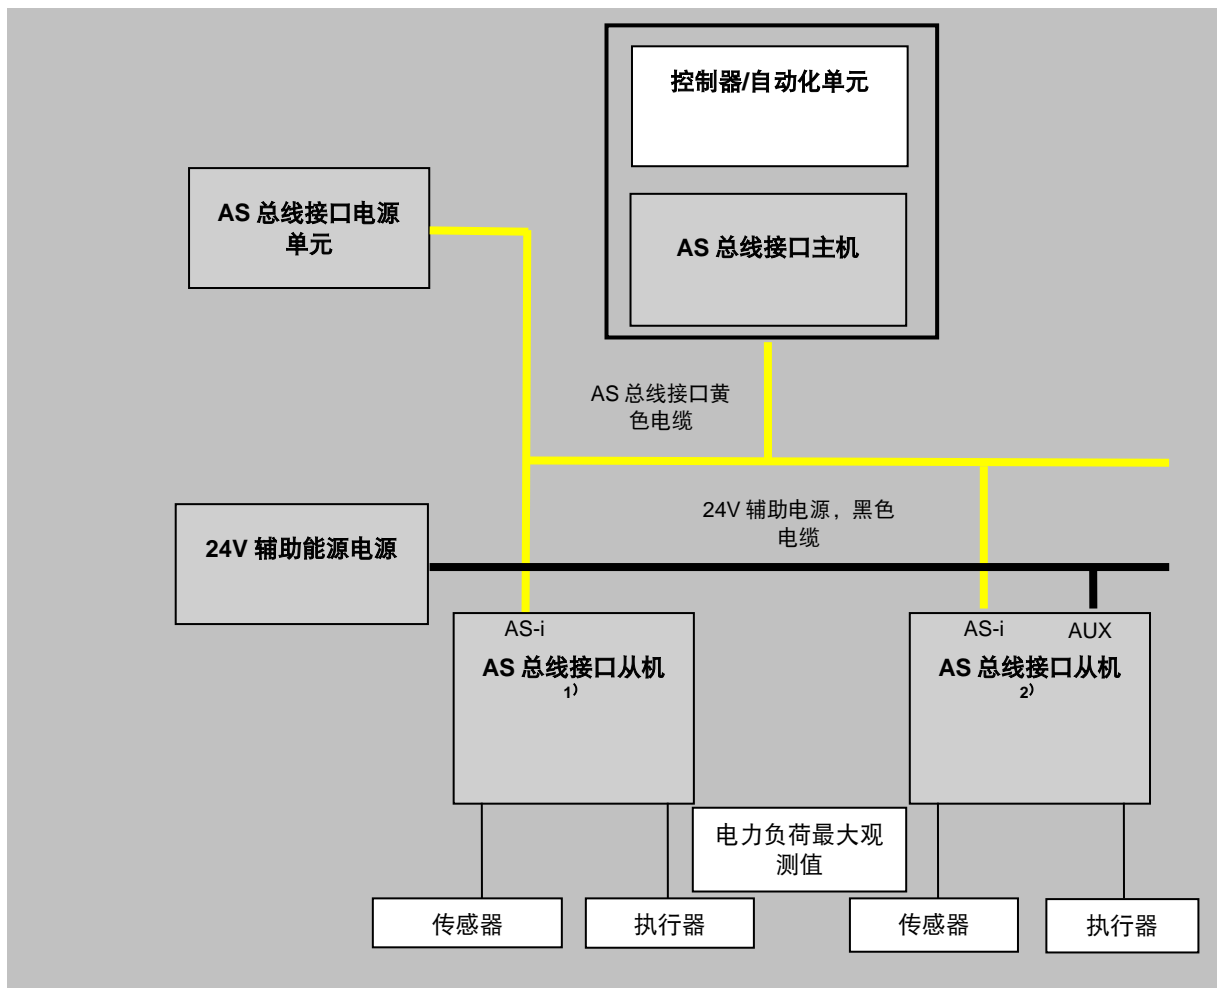 控制器/自动化单元
AS 总线接口电源
单元
AS 总线接口主机
AS 总线接口黄
色电缆
24V 辅助电源，黑色
电缆
24V 辅助能源电源
AS-i
AS 总线接口从机
1）
AS-i
AUX
AS 总线接口从机
2）
电力负荷最大观
测值
传感器
执行器
传感器
执行器